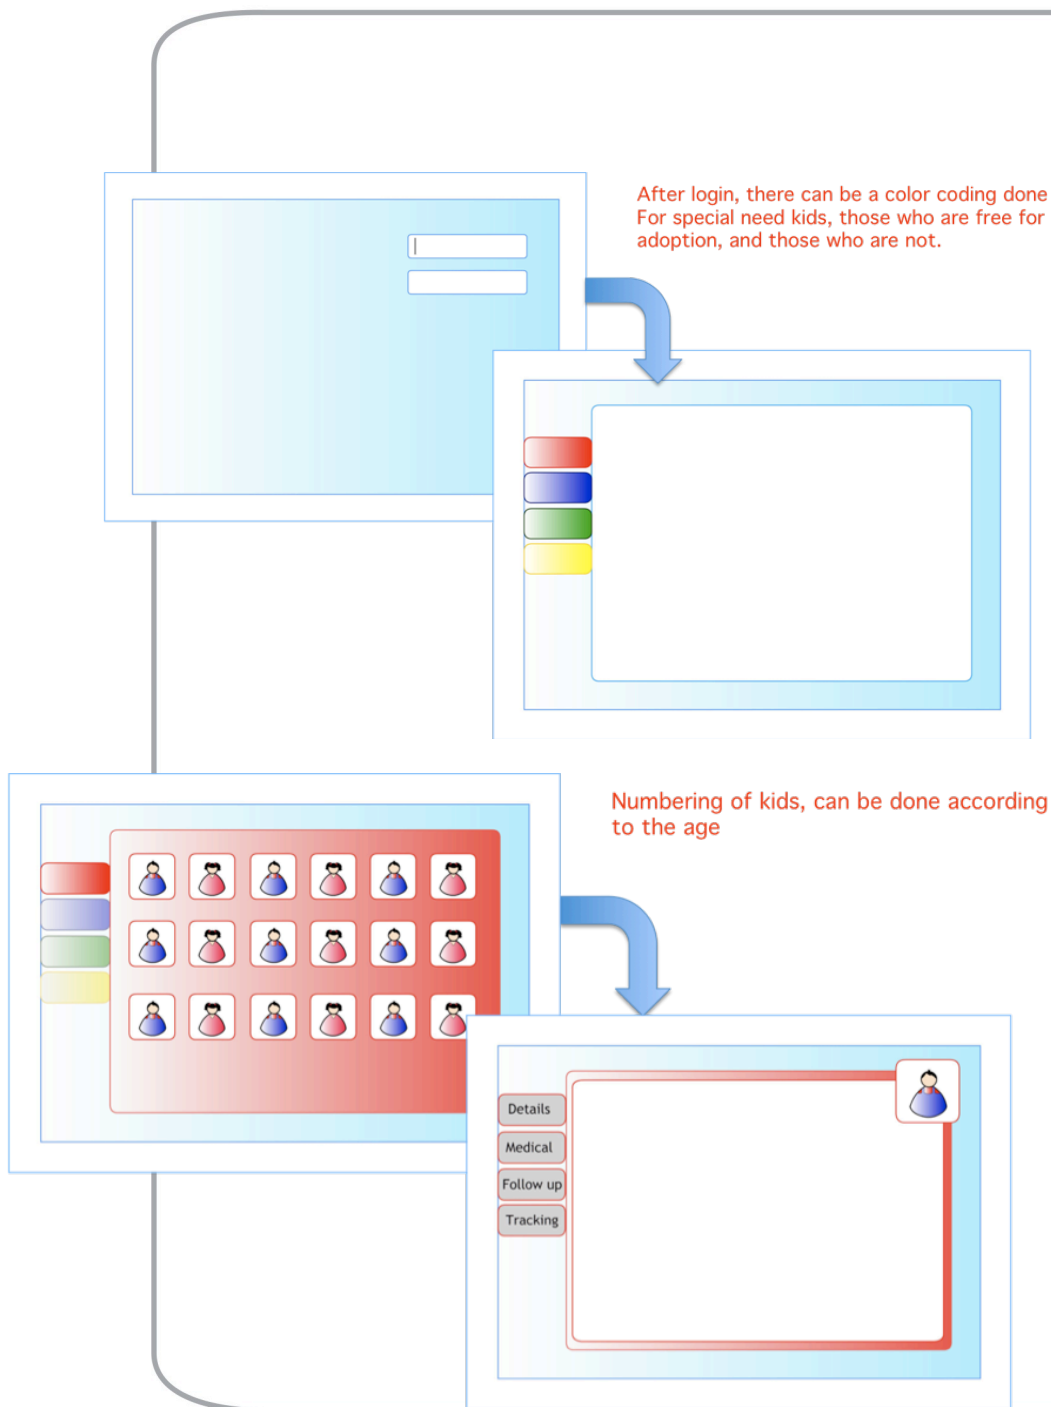 After login, there can be a color coding done
For special need kids, those who are free for
adoption, and those who are not.
Numbering of kids, can be done according
to the age
Details
Medical
Follow up
Tracking